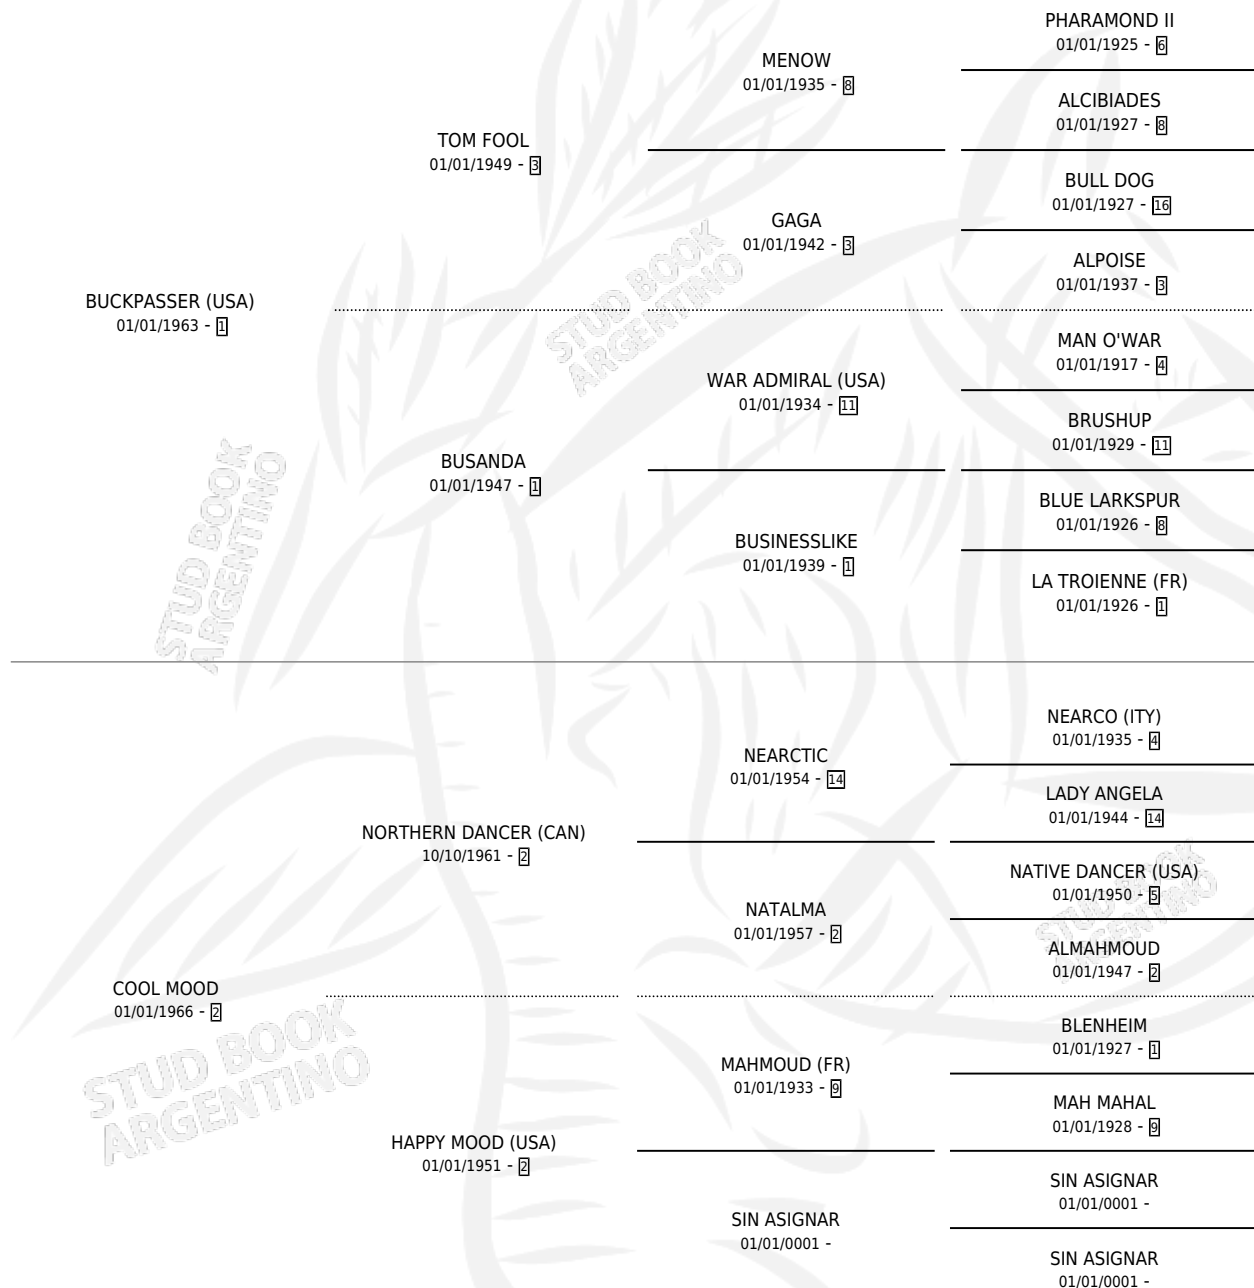 PHARAMOND II
01/01/1925 - 6
MENOW
01/01/1935 - 8
ALCIBIADES
01/01/1927 - 8
TOM FOOL
01/01/1949 - 3
BULL DOG
01/01/1927 - 16
GAGA
01/01/1942 - 3
ALPOISE
01/01/1937 - 3
BUCKPASSER (USA)
01/01/1963 - 1
MAN O'WAR
01/01/1917 - 4
WAR ADMIRAL (USA)
01/01/1934 - 11
BRUSHUP
01/01/1929 - 11
BUSANDA
01/01/1947 - 1
BLUE LARKSPUR
01/01/1926 - 8
BUSINESSLIKE
01/01/1939 - 1
LA TROIENNE (FR)
01/01/1926 - 1
NEARCO (ITY)
01/01/1935 - 4
NEARCTIC
01/01/1954 - 14
LADY ANGELA
01/01/1944 - 14
NORTHERN DANCER (CAN)
10/10/1961 - 2
NATIVE DANCER (USA)
01/01/1950 - 5
NATALMA
01/01/1957 - 2
ALMAHMOUD
01/01/1947 - 2
COOL MOOD
01/01/1966 - 2
BLENHEIM
01/01/1927 - 1
MAHMOUD (FR)
01/01/1933 - 9
MAH MAHAL
01/01/1928 - 9
HAPPY MOOD (USA)
01/01/1951 - 2
SIN ASIGNAR
01/01/0001 -
SIN ASIGNAR
01/01/0001 -
SIN ASIGNAR
01/01/0001 -
STUD BOOK
ARGENTINO
STUD BOOK
ARGENTINO
STUD BOOK
ARGENTINO
STUD BOOK
ARGENTINO